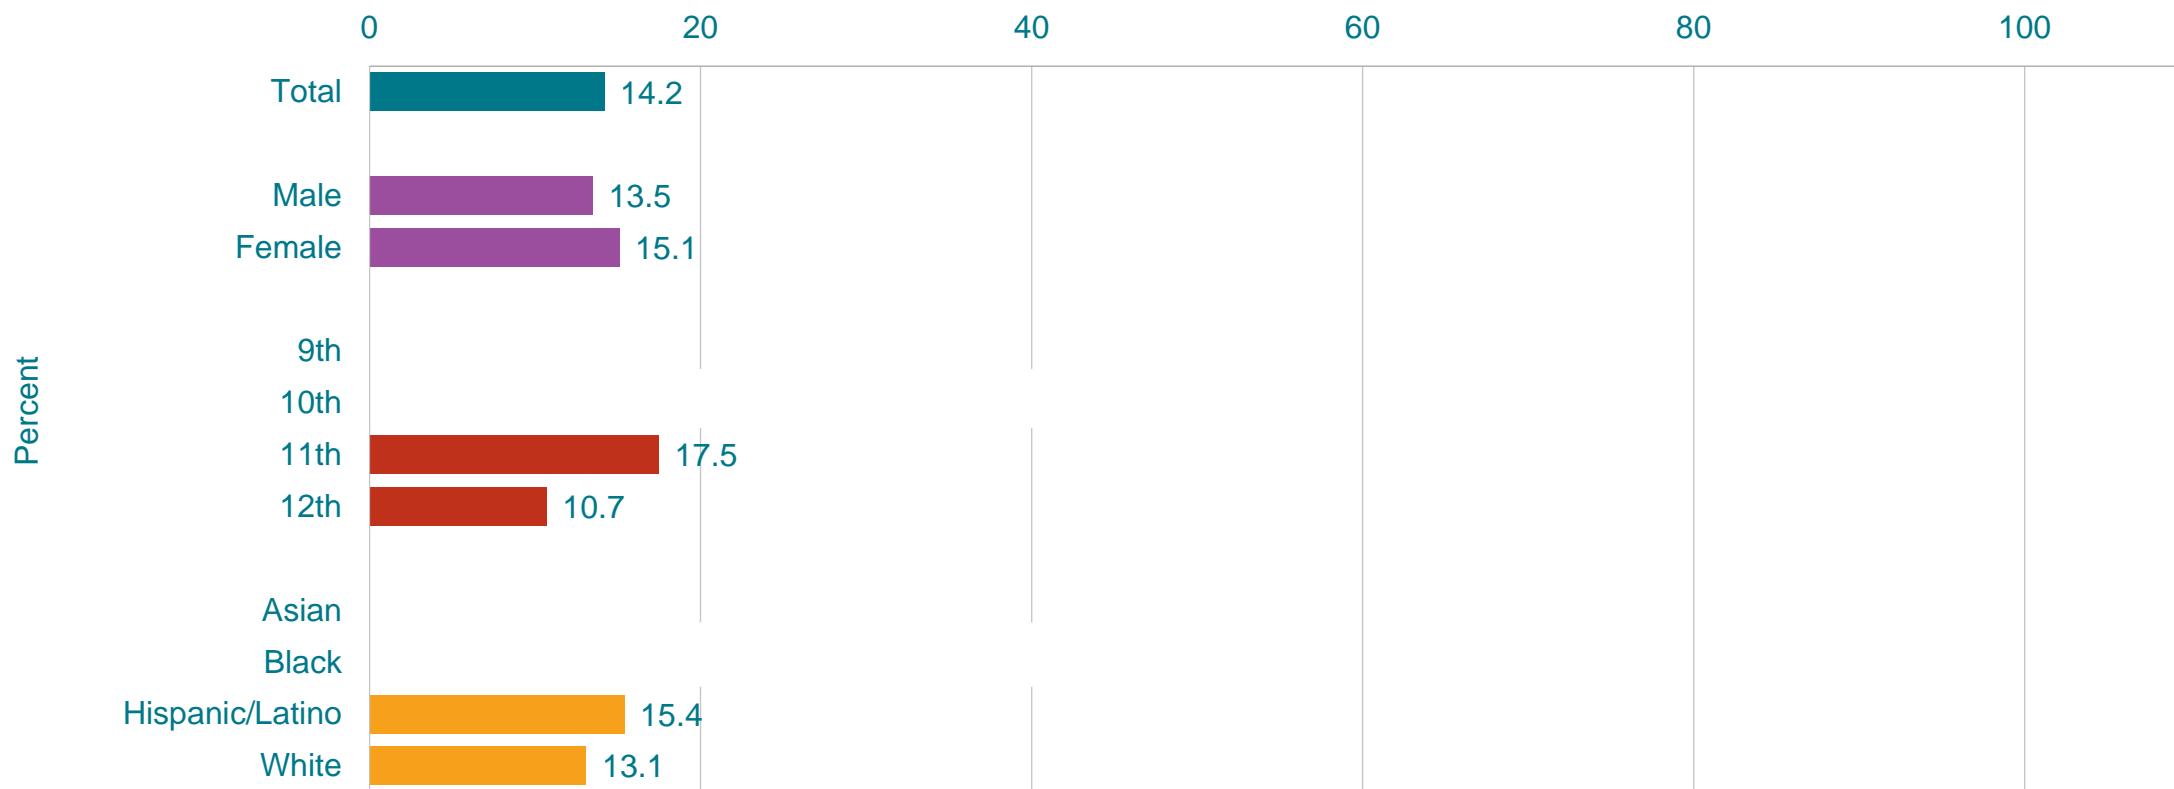 0 20 40 60 80 100
Total 14.2
Male 13.5
Female 15.1
Percent
9th
10th
11th 17.5
12th 10.7
Asian
Black
Hispanic/Latino 15.4
White 13.1